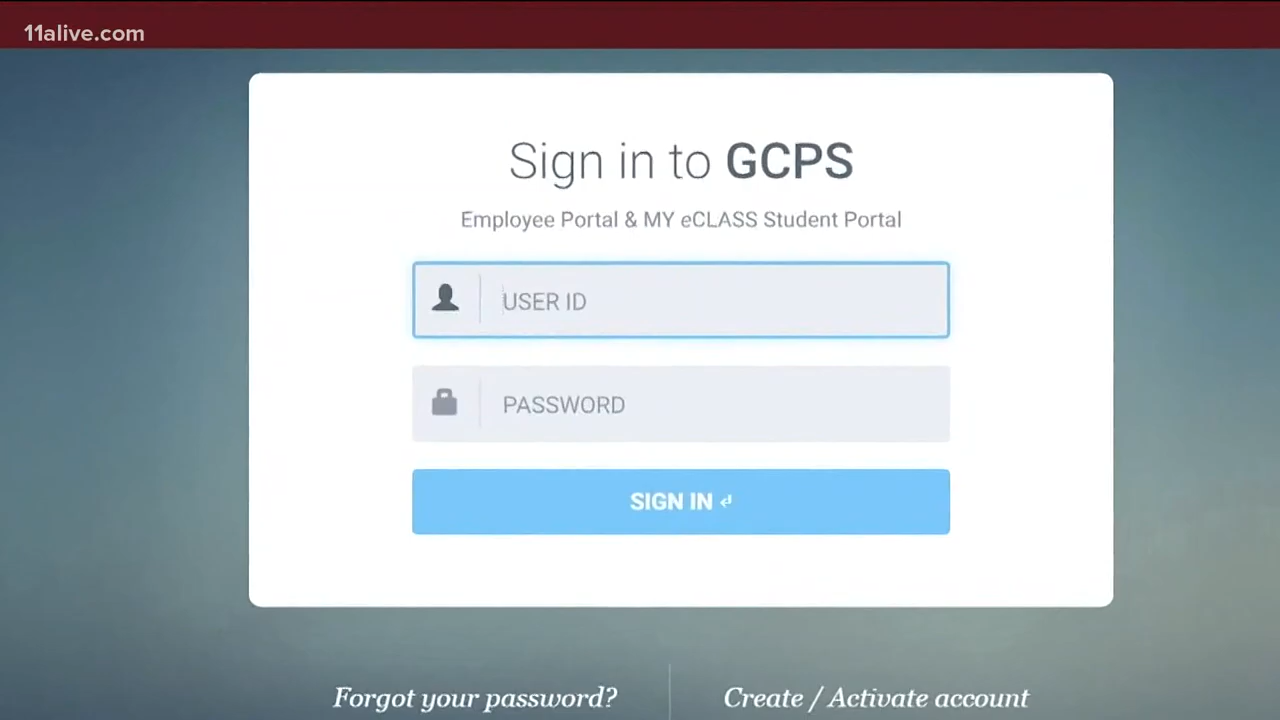 11alive.com
Sign in to GCPS
Employee Portal & MY eCLASS Student Portal
USER ID
PASSWORD
SIGN IN ↵
Forgot your password?
Create / Activate account